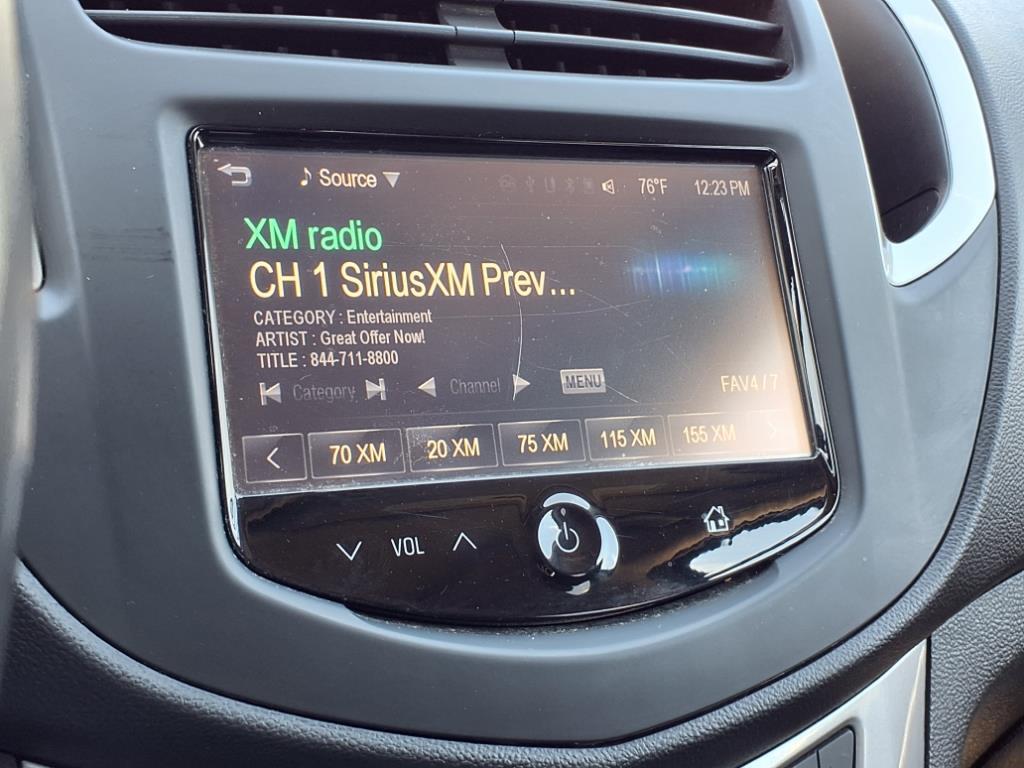 Source 76°F 12:23 PM
XM radio
CH 1 SiriusXM Prev...
CATEGORY : Entertainment
ARTIST : Great Offer Now!
TITLE : 844-711-8800
Category Channel MENU FAV4 / 7
70 XM 20 XM 75 XM 115 XM 155 XM
VOL